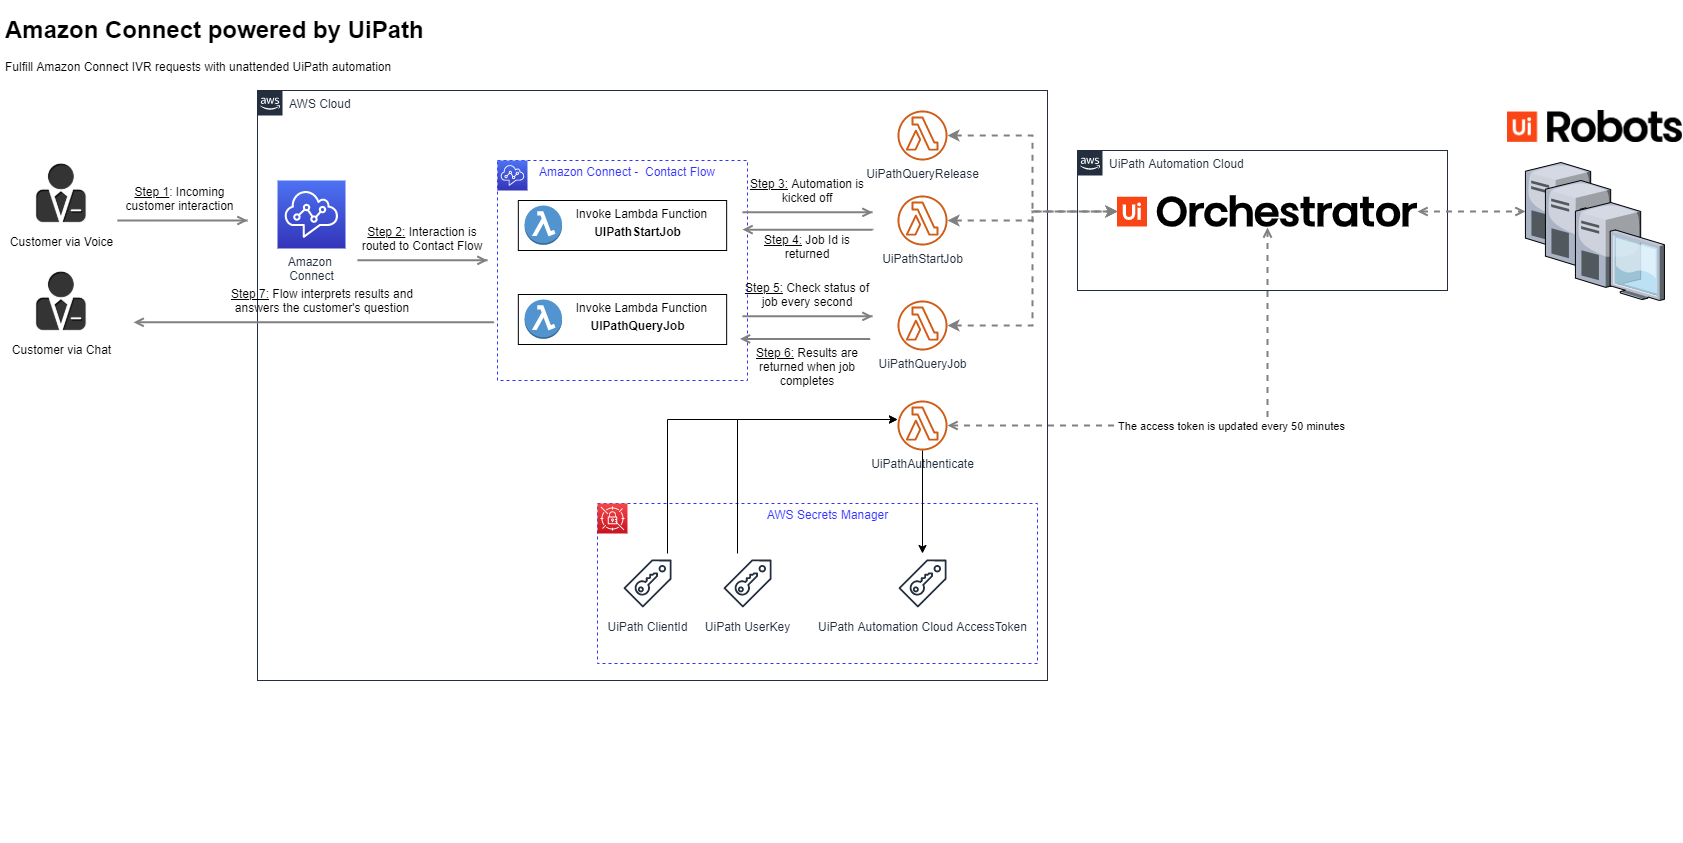 Amazon Connect powered by UiPath
Fulfill Amazon Connect IVR requests with unattended UiPath automation
aws
AWS Cloud
Customer via Voice
Step 1: Incoming
customer interaction
Amazon
Connect
Step 2: Interaction is
routed to Contact Flow
Step 7: Flow interprets results and
answers the customer's question
Customer via Chat
Amazon Connect - Contact Flow
Invoke Lambda Function
UIPathStartJob
Invoke Lambda Function
UIPathQueryJob
Step 3: Automation is
kicked off
Step 4: Job Id is
returned
Step 5: Check status of
job every second
Step 6: Results are
returned when job
completes
UiPathQueryRelease
UiPathStartJob
UiPathQueryJob
UiPathAuthenticate
AWS Secrets Manager
UiPath ClientId
UiPath UserKey
UiPath Automation Cloud AccessToken
aws
UiPath Automation Cloud
Ui Orchestrator
The access token is updated every 50 minutes
Ui Robots